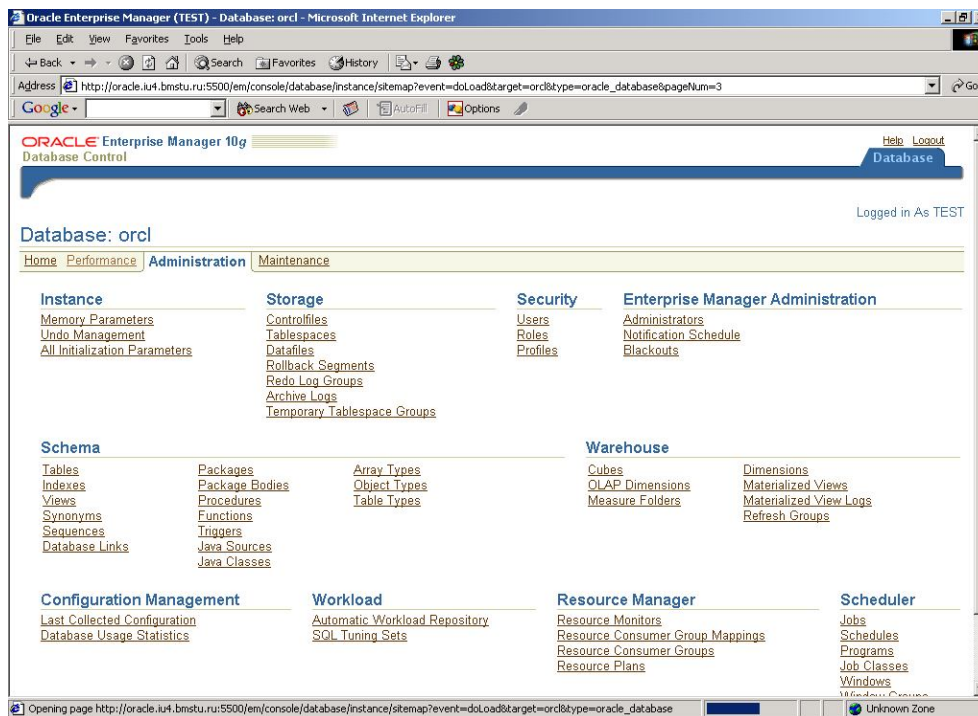 Oracle Enterprise Manager (TEST) - Database: orcl - Microsoft Internet Explorer
File Edit View Favorites Tools Help
Back Search Favorites History
Address http://oracle.iu4.bmstu.ru:5500/em/console/database/instance/sitemap?event=doLoad&target=orcl&type=oracle_database&pageNum=3 Go
Google Search Web AutoFill Options
ORACLE Enterprise Manager 10g
Database Control
Help Logout
Database
Logged in As TEST
Database: orcl
Home Performance Administration Maintenance
Instance
Memory Parameters
Undo Management
All Initialization Parameters
Storage
Controlfiles
Tablespaces
Datafiles
Rollback Segments
Redo Log Groups
Archive Logs
Temporary Tablespace Groups
Security
Users
Roles
Profiles
Enterprise Manager Administration
Administrators
Notification Schedule
Blackouts
Schema
Tables
Indexes
Views
Synonyms
Sequences
Database Links
Packages
Package Bodies
Procedures
Functions
Triggers
Java Sources
Java Classes
Array Types
Object Types
Table Types
Warehouse
Cubes
OLAP Dimensions
Measure Folders
Dimensions
Materialized Views
Materialized View Logs
Refresh Groups
Configuration Management
Last Collected Configuration
Database Usage Statistics
Workload
Automatic Workload Repository
SQL Tuning Sets
Resource Manager
Resource Monitors
Resource Consumer Group Mappings
Resource Consumer Groups
Resource Plans
Scheduler
Jobs
Schedules
Programs
Job Classes
Windows
Window Groups
Opening page http://oracle.iu4.bmstu.ru:5500/em/console/database/instance/sitemap?event=doLoad&target=orcl&type=oracle_database Unknown Zone